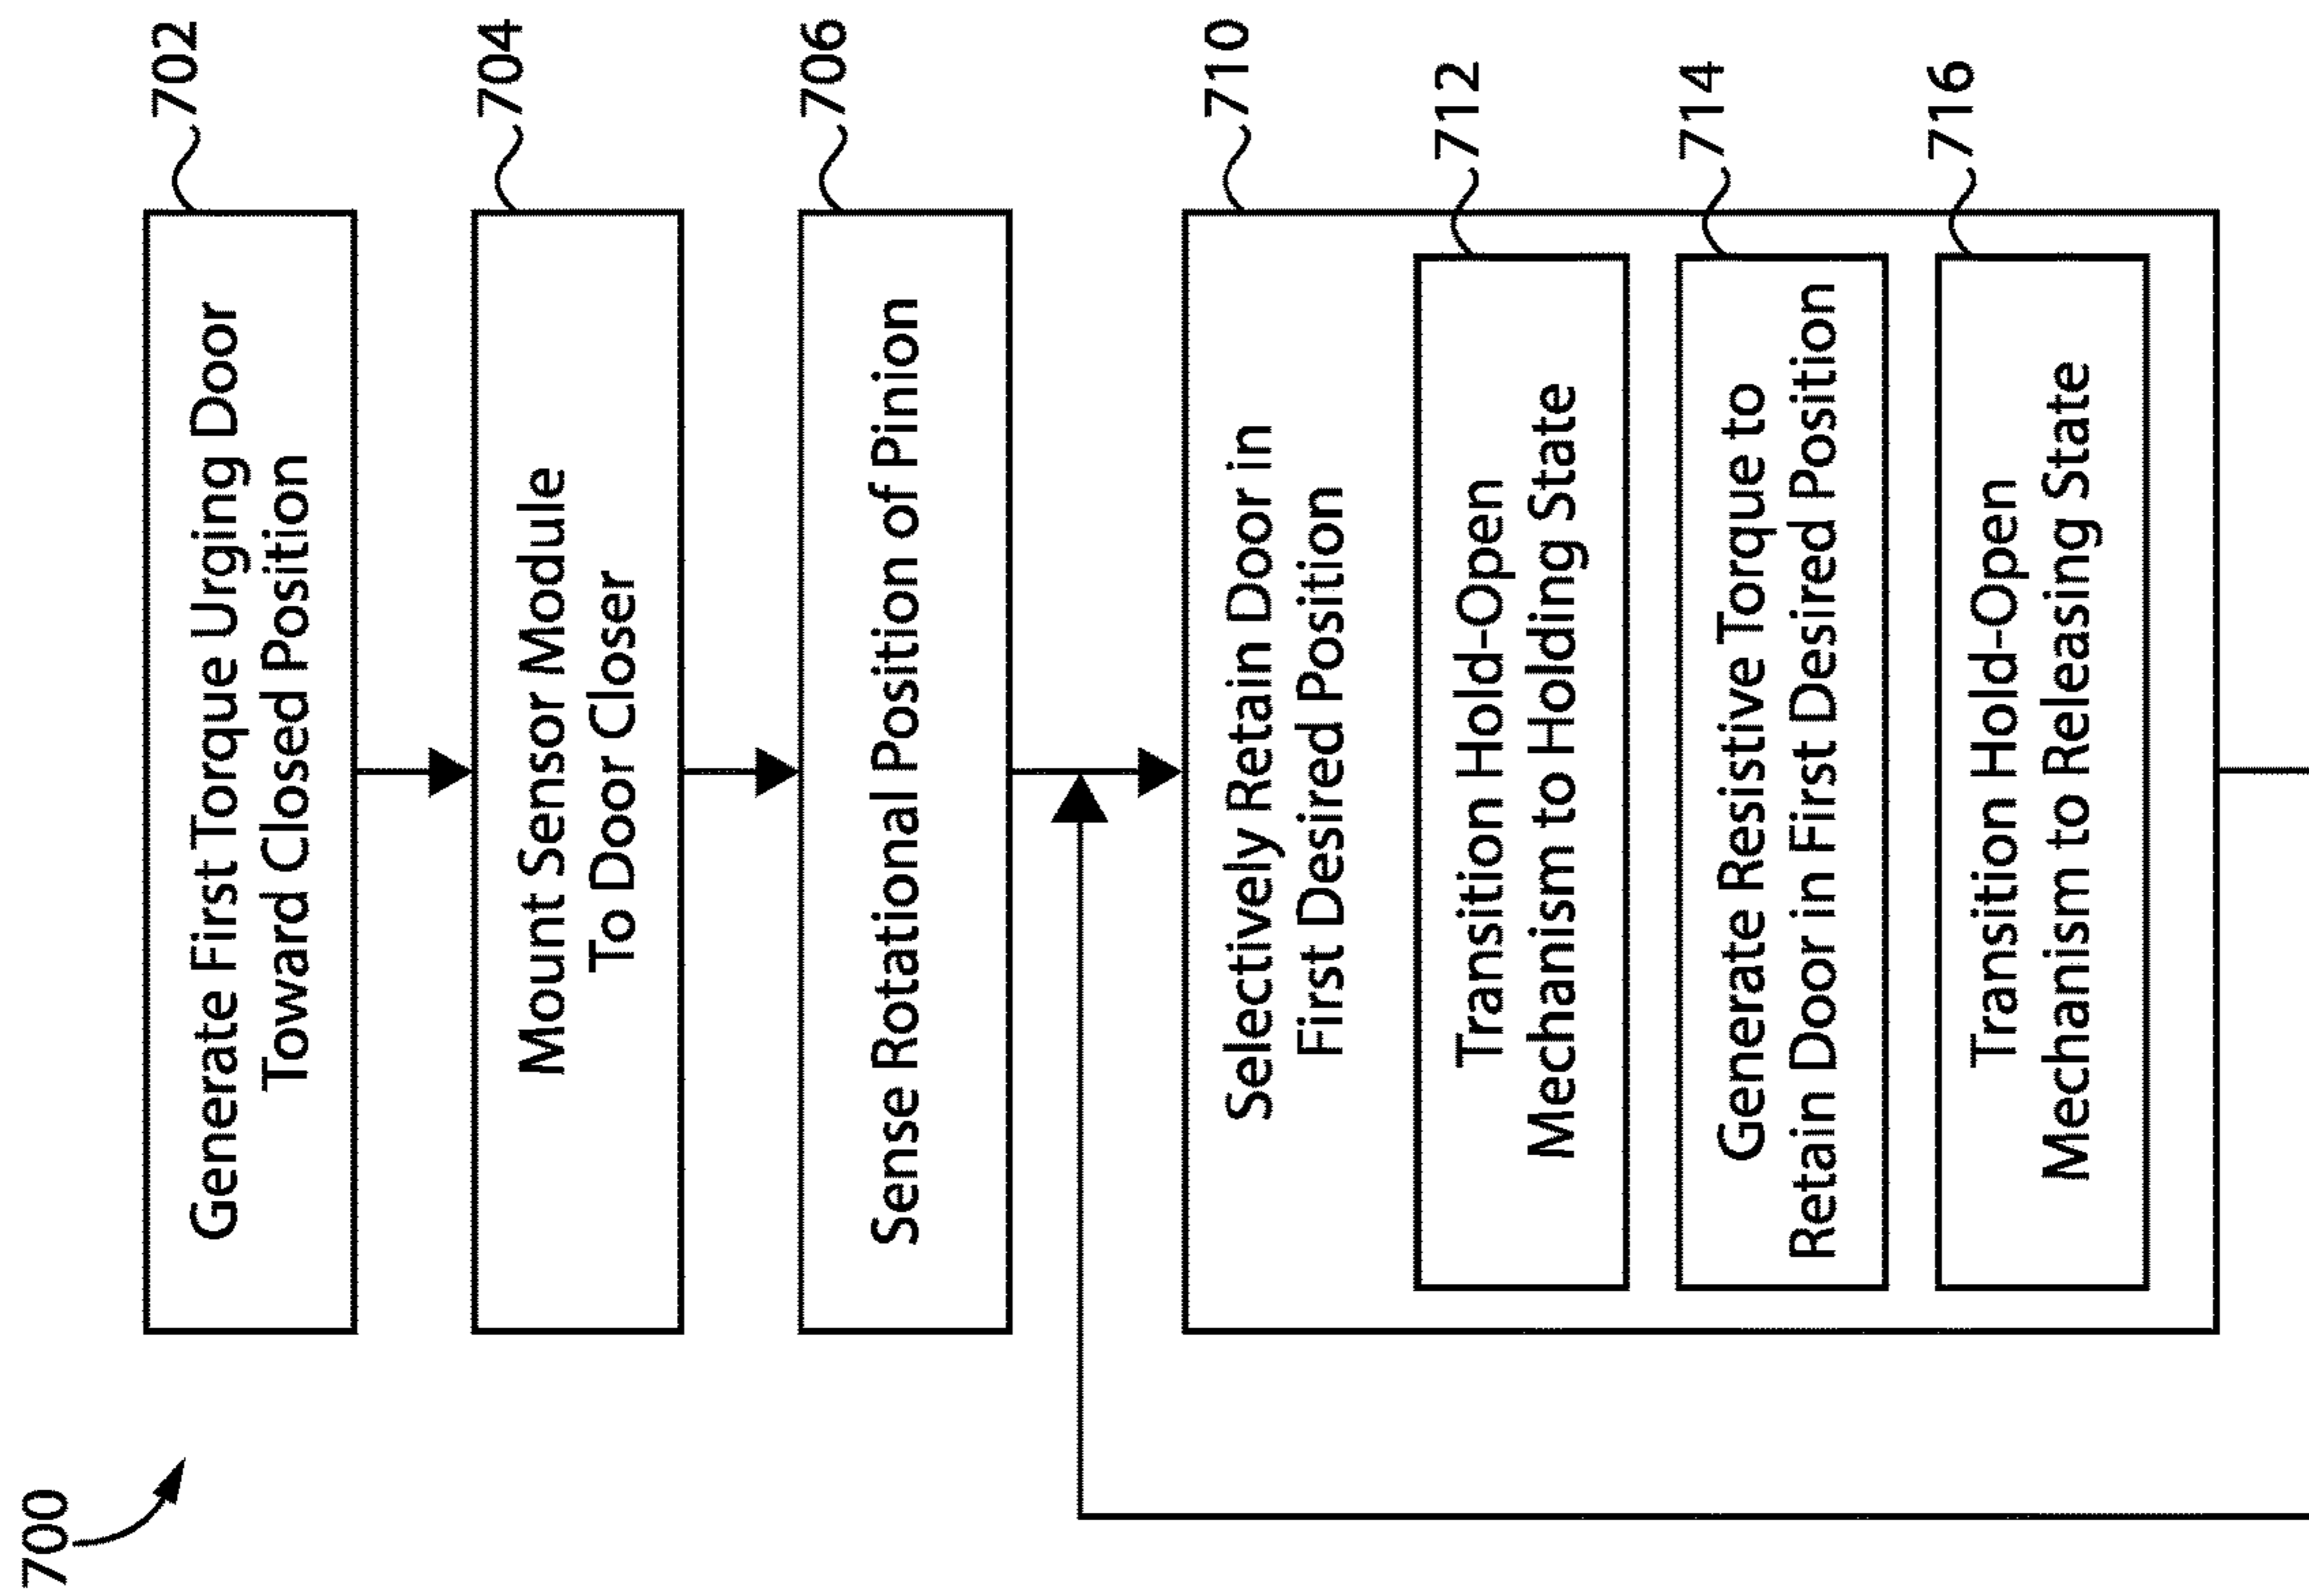 700
Generate First Torque Urging Door
Toward Closed Position
702
Mount Sensor Module
To Door Closer
704
Sense Rotational Position of Pinion
706
Selectively Retain Door in
First Desired Position
710
Transition Hold-Open
Mechanism to Holding State
712
Generate Resistive Torque to
Retain Door in First Desired Position
714
Transition Hold-Open
Mechanism to Releasing State
716